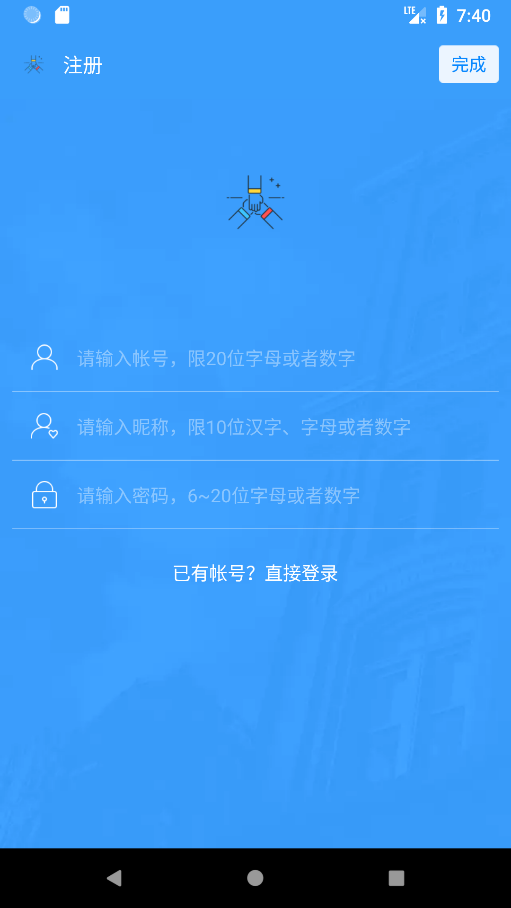 LTE 7:40
注册 完成
请输入帐号，限20位字母或者数字
请输入昵称，限10位汉字、字母或者数字
请输入密码，6~20位字母或者数字
已有帐号？直接登录